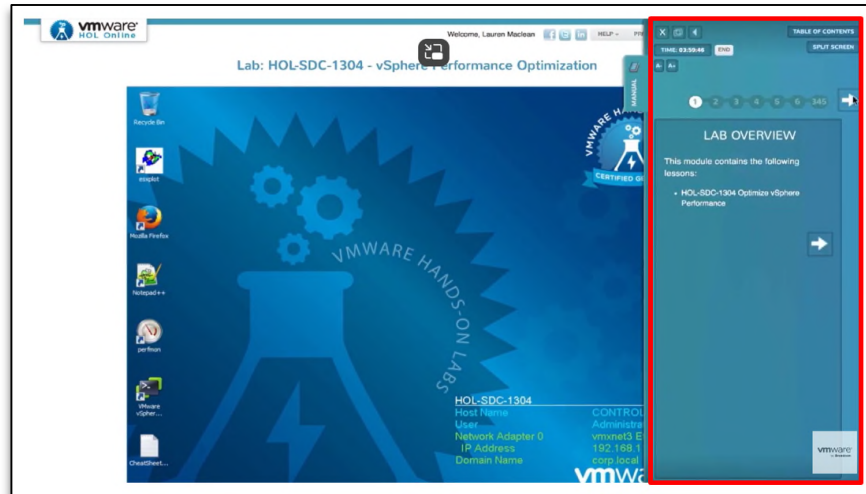 vmware®
HOL Online
Welcome, Lauren Maclean
HELP
Lab: HOL-SDC-1304 - vSphere Performance Optimization
Recycle Bin
esxplot
Mozilla Firefox
Notepad++
perfmon
VMware
vSpher...
CheatSheet...
VMWARE HANDS-ON LABS
VMWARE
CERTIFIED
HOL-SDC-1304
Host Name
CONTROL
User
Administra
Network Adapter 0
vmxnet3 E
IP Address
192.168.1
Domain Name
corp.local
MANUAL
TABLE OF CONTENTS
TIME: 03:59:46
END
SPLIT SCREEN
A-
A+
1 2 3 4 5 6 345
LAB OVERVIEW
This module contains the following
lessons:
• HOL-SDC-1304 Optimize vSphere
Performance
vmware